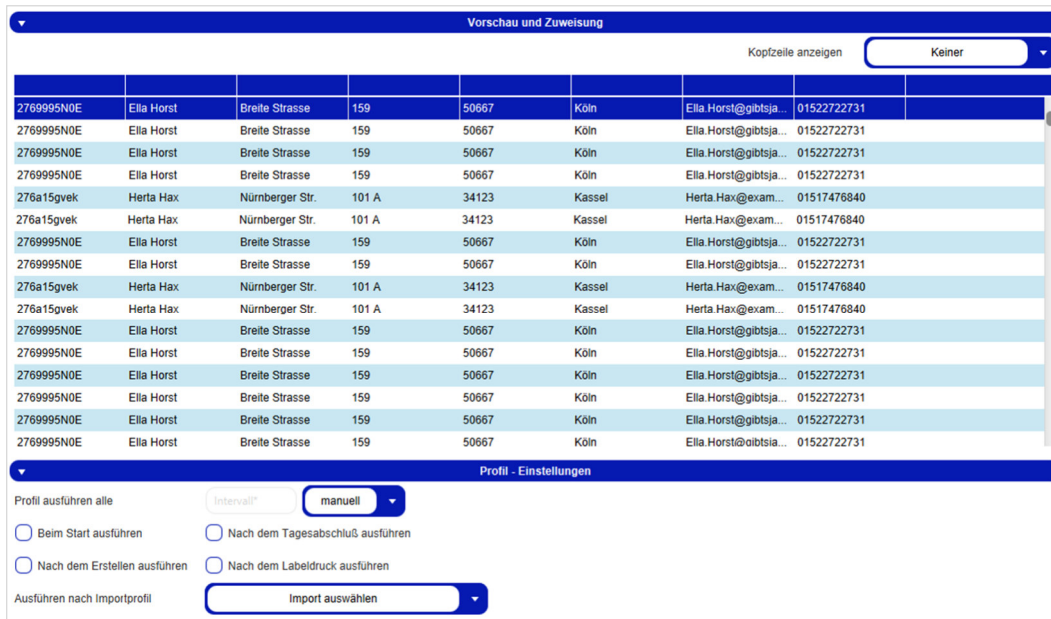 Vorschau und Zuweisung
Kopfzeile anzeigen Keiner
2769995N0E Ella Horst Breite Strasse 159 50667 Köln Ella.Horst@gibtsja... 01522722731
2769995N0E Ella Horst Breite Strasse 159 50667 Köln Ella.Horst@gibtsja... 01522722731
2769995N0E Ella Horst Breite Strasse 159 50667 Köln Ella.Horst@gibtsja... 01522722731
2769995N0E Ella Horst Breite Strasse 159 50667 Köln Ella.Horst@gibtsja... 01522722731
276a15gvek Herta Hax Nürnberger Str. 101 A 34123 Kassel Herta.Hax@exam... 01517476840
276a15gvek Herta Hax Nürnberger Str. 101 A 34123 Kassel Herta.Hax@exam... 01517476840
2769995N0E Ella Horst Breite Strasse 159 50667 Köln Ella.Horst@gibtsja... 01522722731
2769995N0E Ella Horst Breite Strasse 159 50667 Köln Ella.Horst@gibtsja... 01522722731
276a15gvek Herta Hax Nürnberger Str. 101 A 34123 Kassel Herta.Hax@exam... 01517476840
276a15gvek Herta Hax Nürnberger Str. 101 A 34123 Kassel Herta.Hax@exam... 01517476840
2769995N0E Ella Horst Breite Strasse 159 50667 Köln Ella.Horst@gibtsja... 01522722731
2769995N0E Ella Horst Breite Strasse 159 50667 Köln Ella.Horst@gibtsja... 01522722731
2769995N0E Ella Horst Breite Strasse 159 50667 Köln Ella.Horst@gibtsja... 01522722731
2769995N0E Ella Horst Breite Strasse 159 50667 Köln Ella.Horst@gibtsja... 01522722731
2769995N0E Ella Horst Breite Strasse 159 50667 Köln Ella.Horst@gibtsja... 01522722731
2769995N0E Ella Horst Breite Strasse 159 50667 Köln Ella.Horst@gibtsja... 01522722731
Profil - Einstellungen
Profil ausführen alle Intervall* manuell
Beim Start ausführen Nach dem Tagesabschluß ausführen
Nach dem Erstellen ausführen Nach dem Labeldruck ausführen
Ausführen nach Importprofil Import auswählen